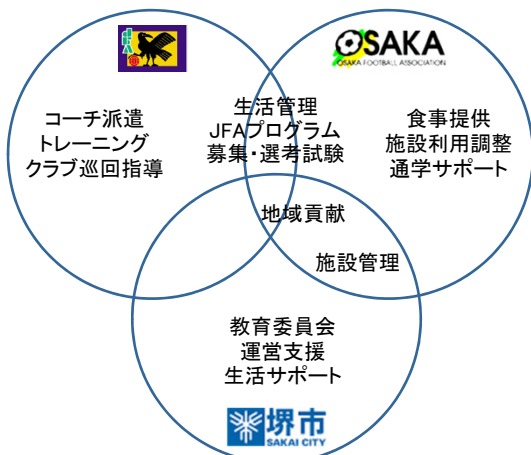 OSAKA
OSAKA FOOTBALL ASSOCIATION
コーチ派遣
トレーニング
クラブ巡回指導
生活管理
JFAプログラム
募集・選考試験
食事提供
施設利用調整
通学サポート
地域貢献
施設管理
教育委員会
運営支援
生活サポート
堺市
SAKAI CITY